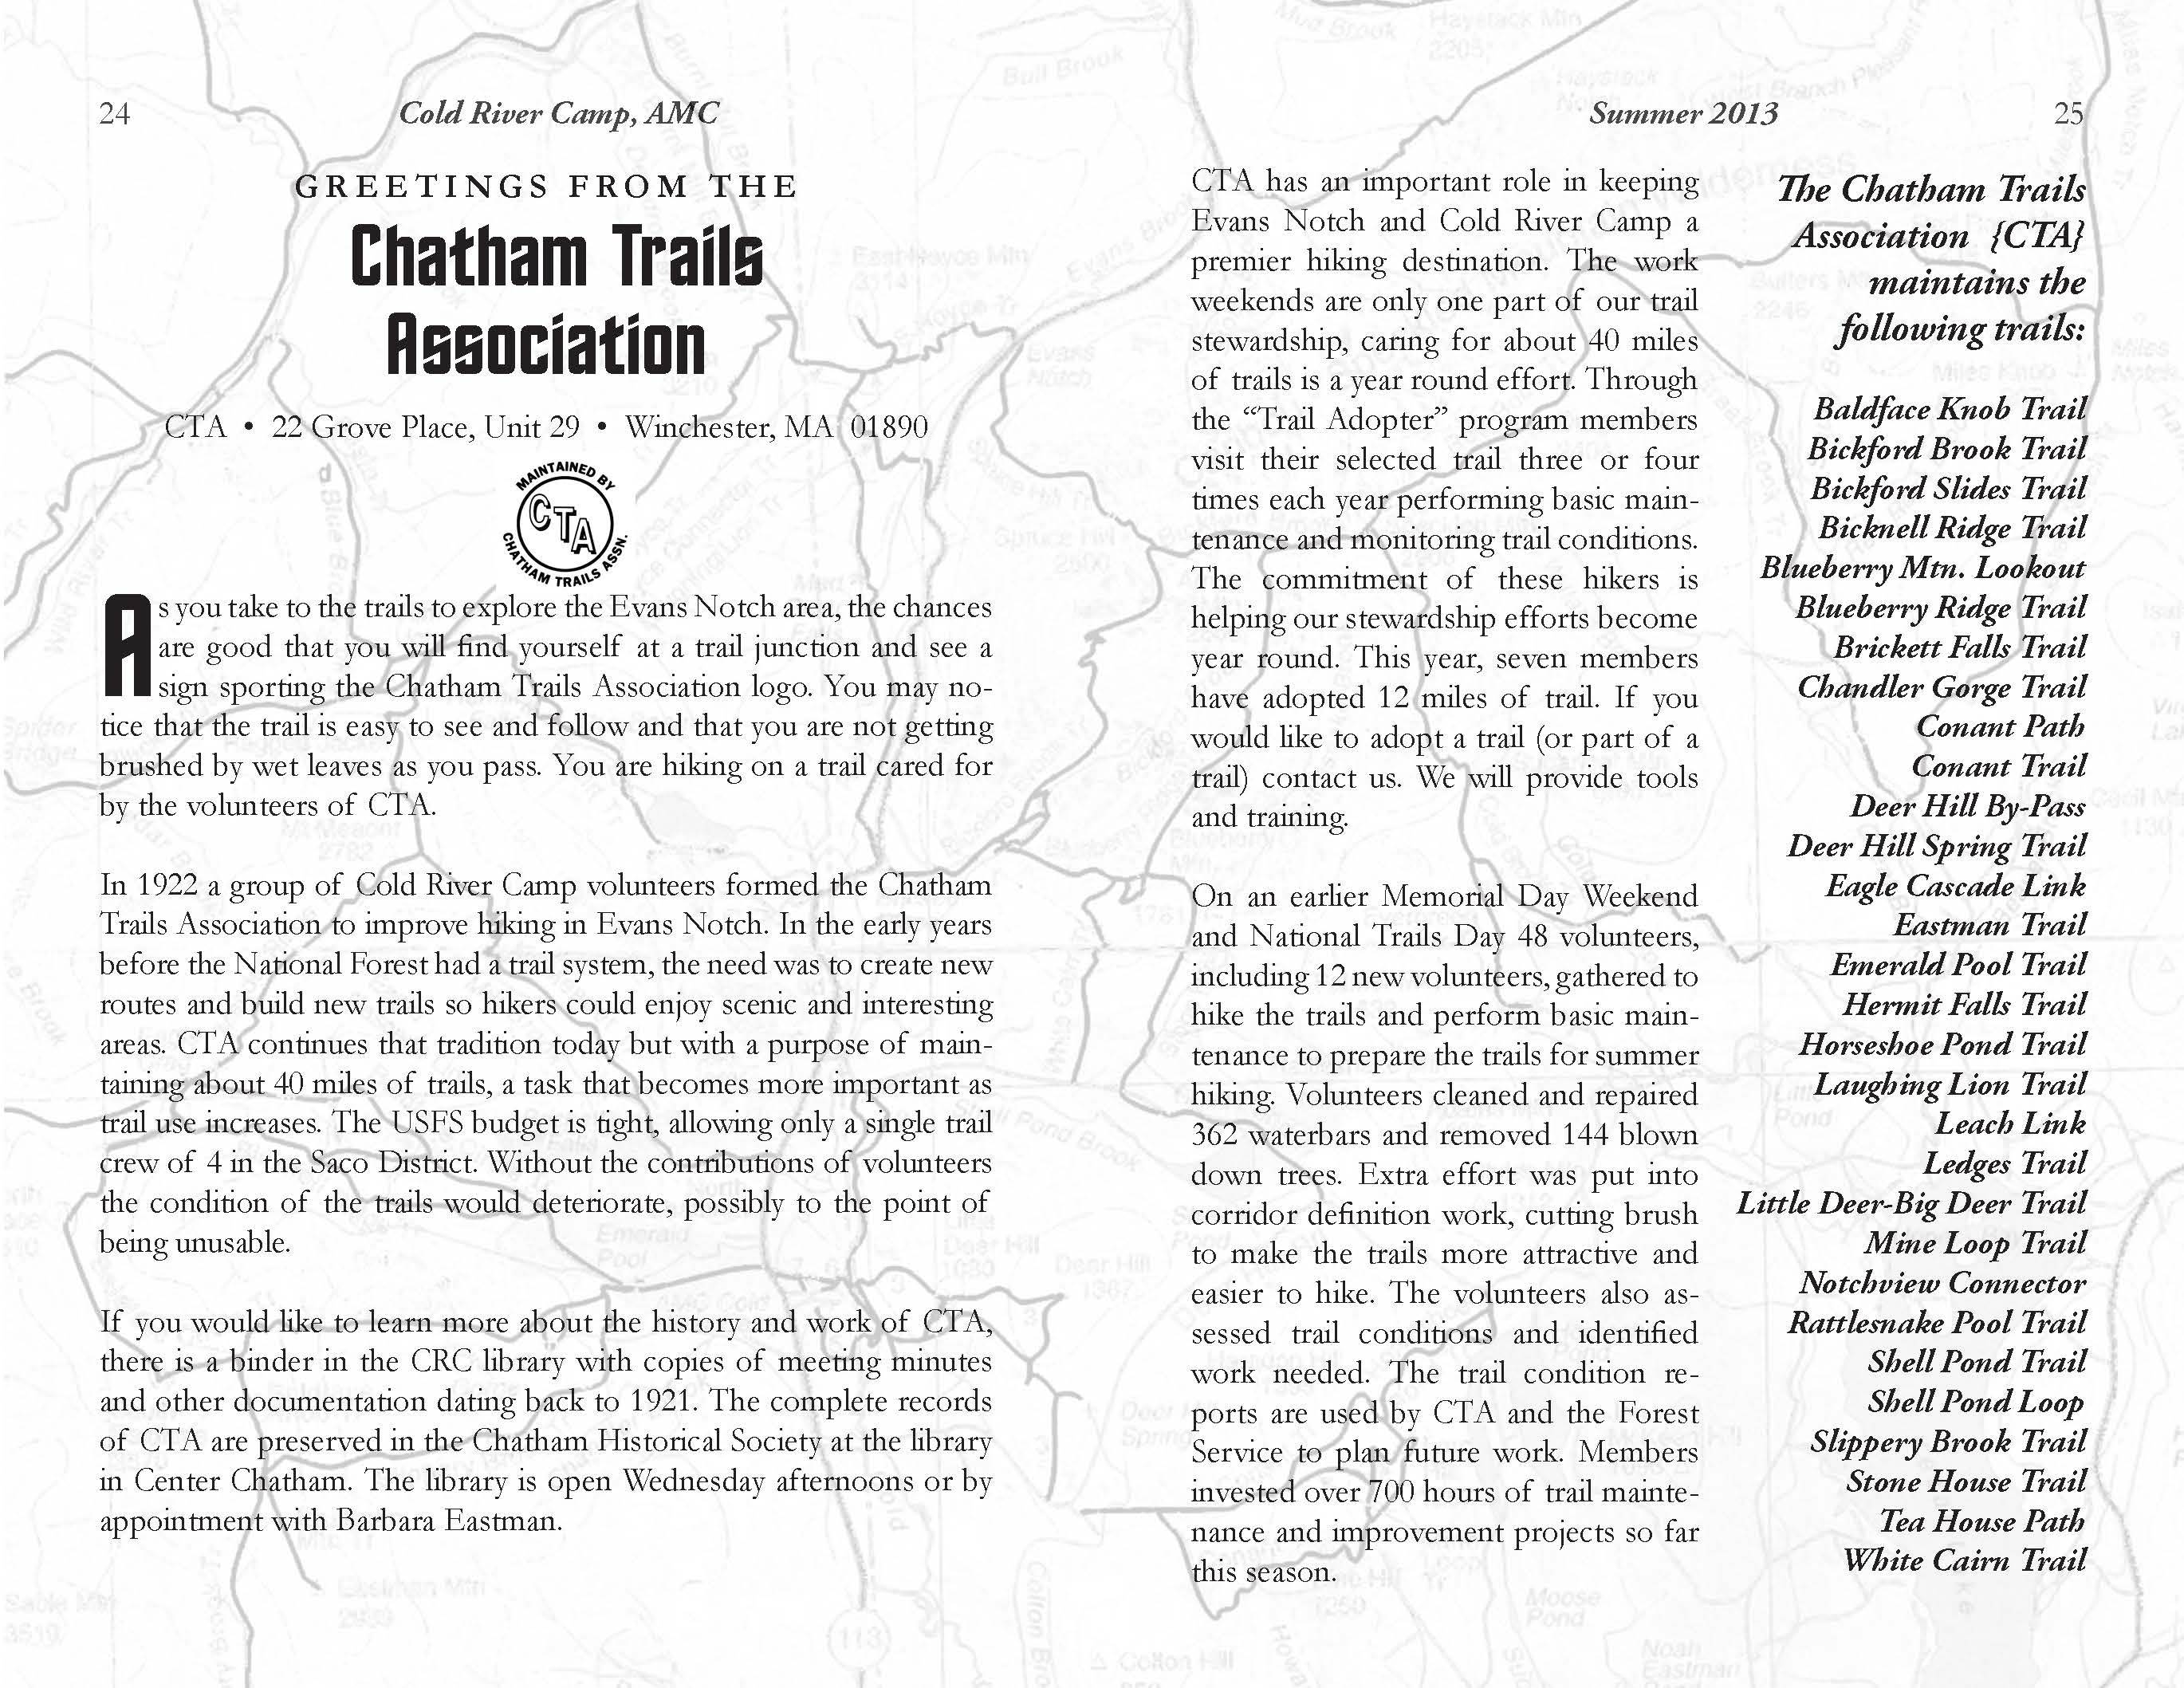 24
Cold River Camp, AMC
GREETINGS FROM THE
Chatham Trails
Association
CTA • 22 Grove Place, Unit 29 • Winchester, MA 01890
MAINTAINED BY
CTA
CHATHAM TRAILS ASSN.
As you take to the trails to explore the Evans Notch area, the chances
are good that you will find yourself at a trail junction and see a
sign sporting the Chatham Trails Association logo. You may no-
tice that the trail is easy to see and follow and that you are not getting
brushed by wet leaves as you pass. You are hiking on a trail cared for
by the volunteers of CTA.
In 1922 a group of Cold River Camp volunteers formed the Chatham
Trails Association to improve hiking in Evans Notch. In the early years
before the National Forest had a trail system, the need was to create new
routes and build new trails so hikers could enjoy scenic and interesting
areas. CTA continues that tradition today but with a purpose of main-
taining about 40 miles of trails, a task that becomes more important as
trail use increases. The USFS budget is tight, allowing only a single trail
crew of 4 in the Saco District. Without the contributions of volunteers
the condition of the trails would deteriorate, possibly to the point of
being unusable.
If you would like to learn more about the history and work of CTA,
there is a binder in the CRC library with copies of meeting minutes
and other documentation dating back to 1921. The complete records
of CTA are preserved in the Chatham Historical Society at the library
in Center Chatham. The library is open Wednesday afternoons or by
appointment with Barbara Eastman.
Summer 2013
25
CTA has an important role in keeping
Evans Notch and Cold River Camp a
premier hiking destination. The work
weekends are only one part of our trail
stewardship, caring for about 40 miles
of trails is a year round effort. Through
the “Trail Adopter” program members
visit their selected trail three or four
times each year performing basic main-
tenance and monitoring trail conditions.
The commitment of these hikers is
helping our stewardship efforts become
year round. This year, seven members
have adopted 12 miles of trail. If you
would like to adopt a trail (or part of a
trail) contact us. We will provide tools
and training.
On an earlier Memorial Day Weekend
and National Trails Day 48 volunteers,
including 12 new volunteers, gathered to
hike the trails and perform basic main-
tenance to prepare the trails for summer
hiking. Volunteers cleaned and repaired
362 waterbars and removed 144 blown
down trees. Extra effort was put into
corridor definition work, cutting brush
to make the trails more attractive and
easier to hike. The volunteers also as-
sessed trail conditions and identified
work needed. The trail condition re-
ports are used by CTA and the Forest
Service to plan future work. Members
invested over 700 hours of trail mainte-
nance and improvement projects so far
this season.
The Chatham Trails
Association {CTA}
maintains the
following trails:
Baldface Knob Trail
Bickford Brook Trail
Bickford Slides Trail
Bicknell Ridge Trail
Blueberry Mtn. Lookout
Blueberry Ridge Trail
Brickett Falls Trail
Chandler Gorge Trail
Conant Path
Conant Trail
Deer Hill By-Pass
Deer Hill Spring Trail
Eagle Cascade Link
Eastman Trail
Emerald Pool Trail
Hermit Falls Trail
Horseshoe Pond Trail
Laughing Lion Trail
Leach Link
Ledges Trail
Little Deer-Big Deer Trail
Mine Loop Trail
Notchview Connector
Rattlesnake Pool Trail
Shell Pond Trail
Shell Pond Loop
Slippery Brook Trail
Stone House Trail
Tea House Path
White Cairn Trail